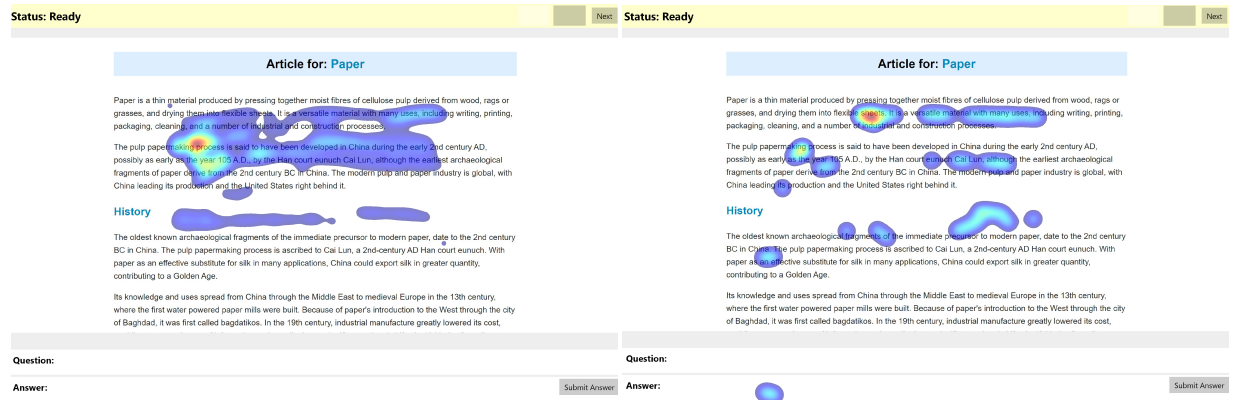 Status: Ready
Next
Article for: Paper
Paper is a thin material produced by pressing together moist fibres of cellulose pulp derived from wood, rags or
grasses, and drying them into flexible sheets. It is a versatile material with many uses, including writing, printing,
packaging, cleaning, and a number of industrial and construction processes.
The pulp papermaking process is said to have been developed in China during the early 2nd century AD,
possibly as early as the year 105 A.D., by the Han court eunuch Cai Lun, although the earliest archaeological
fragments of paper derive from the 2nd century BC in China. The modern pulp and paper industry is global, with
China leading its production and the United States right behind it.
History
The oldest known archaeological fragments of the immediate precursor to modern paper, date to the 2nd century
BC in China. The pulp papermaking process is ascribed to Cai Lun, a 2nd-century AD Han court eunuch. With
paper as an effective substitute for silk in many applications, China could export silk in greater quantity,
contributing to a Golden Age.
Its knowledge and uses spread from China through the Middle East to medieval Europe in the 13th century,
where the first water powered paper mills were built. Because of paper's introduction to the West through the city
of Baghdad, it was first called bagdatikos. In the 19th century, industrial manufacture greatly lowered its cost,
Question:
Answer:
Submit Answer
Status: Ready
Next
Article for: Paper
Paper is a thin material produced by pressing together moist fibres of cellulose pulp derived from wood, rags or
grasses, and drying them into flexible sheets. It is a versatile material with many uses, including writing, printing,
packaging, cleaning, and a number of industrial and construction processes.
The pulp papermaking process is said to have been developed in China during the early 2nd century AD,
possibly as early as the year 105 A.D., by the Han court eunuch Cai Lun, although the earliest archaeological
fragments of paper derive from the 2nd century BC in China. The modern pulp and paper industry is global, with
China leading its production and the United States right behind it.
History
The oldest known archaeological fragments of the immediate precursor to modern paper, date to the 2nd century
BC in China. The pulp papermaking process is ascribed to Cai Lun, a 2nd-century AD Han court eunuch. With
paper as an effective substitute for silk in many applications, China could export silk in greater quantity,
contributing to a Golden Age.
Its knowledge and uses spread from China through the Middle East to medieval Europe in the 13th century,
where the first water powered paper mills were built. Because of paper's introduction to the West through the city
of Baghdad, it was first called bagdatikos. In the 19th century, industrial manufacture greatly lowered its cost,
Question:
Answer:
Submit Answer